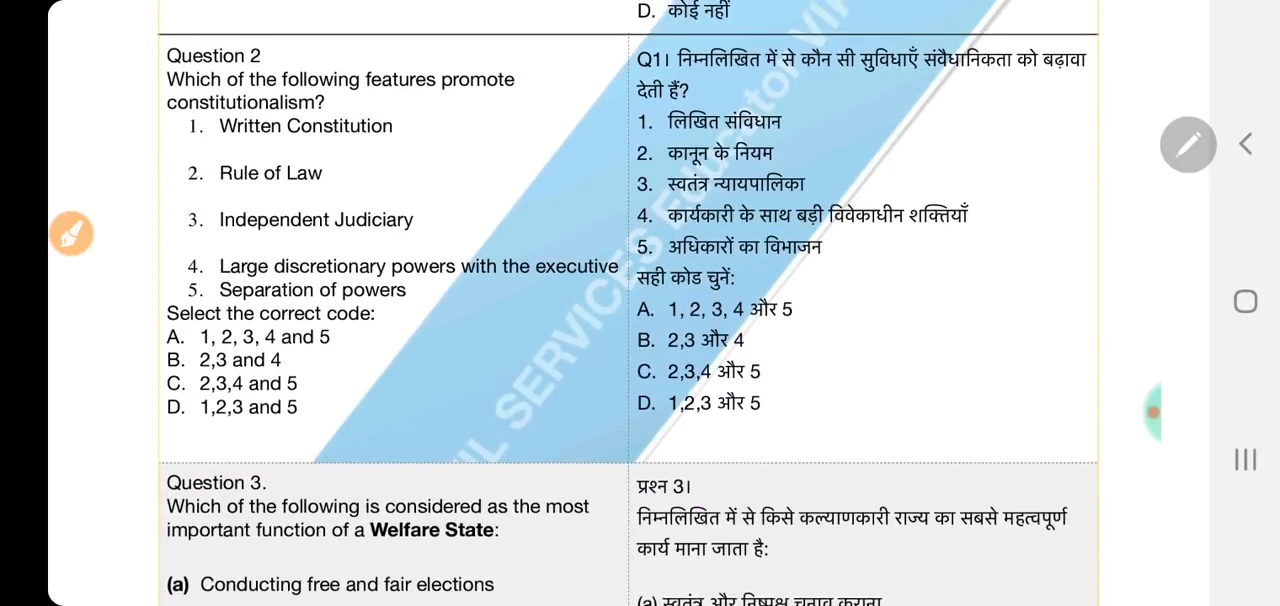 D. कोई नहीं
Question 2
Which of the following features promote
constitutionalism?
1. Written Constitution
2. Rule of Law
3. Independent Judiciary
4. Large discretionary powers with the executive
5. Separation of powers
Select the correct code:
A. 1, 2, 3, 4 and 5
B. 2,3 and 4
C. 2,3,4 and 5
D. 1,2,3 and 5
Q1। निम्नलिखित में से कौन सी सुविधाएँ संवैधानिकता को बढ़ावा
देती हैं?
1. लिखित संविधान
2. कानून के नियम
3. स्वतंत्र न्यायपालिका
4. कार्यकारी के साथ बड़ी विवेकाधीन शक्तियाँ
5. अधिकारों का विभाजन
सही कोड चुनें:
A. 1, 2, 3, 4 और 5
B. 2,3 और 4
C. 2,3,4 और 5
D. 1,2,3 और 5
Question 3.
Which of the following is considered as the most
important function of a Welfare State:
(a) Conducting free and fair elections
प्रश्न 3।
निम्नलिखित में से किसे कल्याणकारी राज्य का सबसे महत्वपूर्ण
कार्य माना जाता है:
(a) स्वतंत्र और निष्पक्ष चुनाव कराना
SERVICES Educator